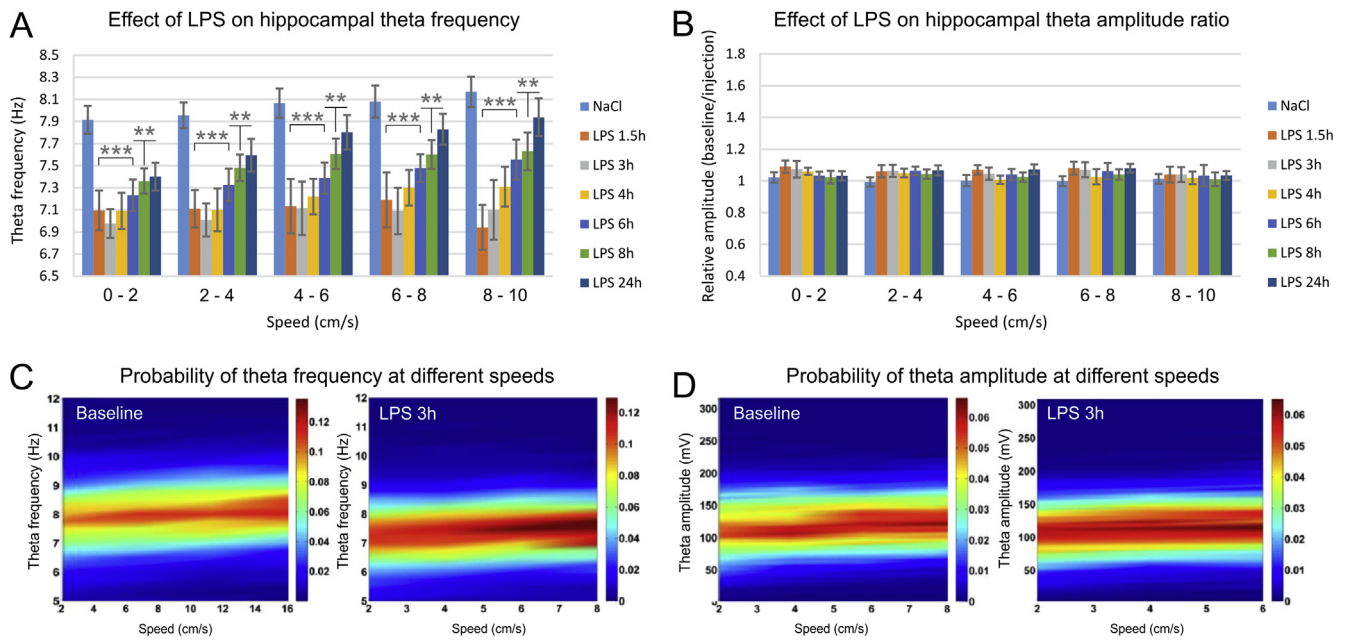 A
Effect of LPS on hippocampal theta frequency
Theta frequency (Hz)
8.5
8.3
8.1
7.9
7.7
7.5
7.3
7.1
6.9
6.7
6.5
*** **
*** **
*** **
*** **
*** **
0 - 2 2 - 4 4 - 6 6 - 8 8 - 10
Speed (cm/s)
NaCl
LPS 1.5h
LPS 3h
LPS 4h
LPS 6h
LPS 8h
LPS 24h
B
Effect of LPS on hippocampal theta amplitude ratio
Relative amplitude (baseline/injection)
1.8
1.6
1.4
1.2
1
0.8
0.6
0.4
0 - 2 2 - 4 4 - 6 6 - 8 8 - 10
Speed (cm/s)
NaCl
LPS 1.5h
LPS 3h
LPS 4h
LPS 6h
LPS 8h
LPS 24h
C
Probability of theta frequency at different speeds
Baseline
Theta frequency (Hz)
12
11
10
9
8
7
6
5
2 4 6 8 10 12 14 16
Speed (cm/s)
0.12
0.1
0.08
0.06
0.04
0.02
LPS 3h
Theta frequency (Hz)
12
11
10
9
8
7
6
5
2 3 4 5 6 7 8
Speed (cm/s)
0.12
0.1
0.08
0.06
0.04
0.02
0
D
Probability of theta amplitude at different speeds
Baseline
Theta amplitude (mV)
300
250
200
150
100
50
0
2 3 4 5 6 7 8
Speed (cm/s)
0.06
0.05
0.04
0.03
0.02
0.01
0
LPS 3h
Theta amplitude (mV)
300
250
200
150
100
50
0
2 3 4 5 6
Speed (cm/s)
0.06
0.05
0.04
0.03
0.02
0.01
0